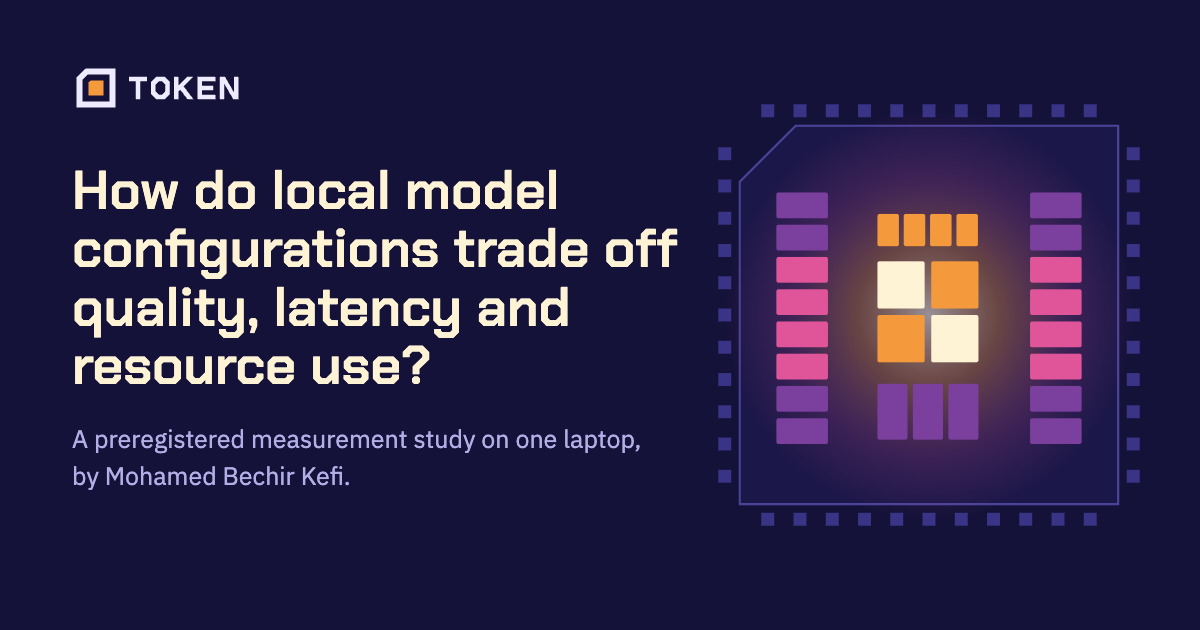 TOKEN
How do local model
configurations trade off
quality, latency and
resource use?
A preregistered measurement study on one laptop,
by Mohamed Bechir Kefi.